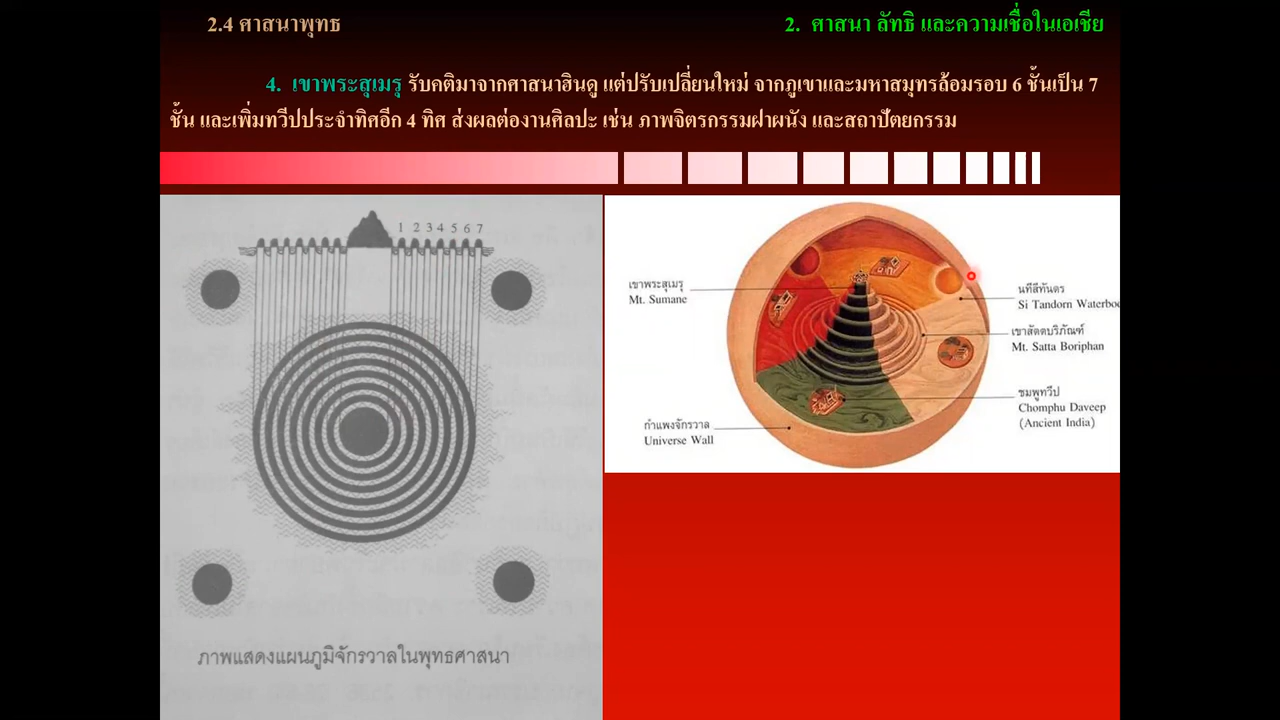 2.4 ศาสนาพุทธ
2. ศาสนา ลัทธิ และความเชื่อในเอเชีย
4. เขาพระสุเมรุ รับคติมาจากศาสนาฮินดู แต่ปรับเปลี่ยนใหม่ จากภูเขาและมหาสมุทรล้อมรอบ 6 ชั้นเป็น 7
ชั้น และเพิ่มทวีปประจำทิศอีก 4 ทิศ ส่งผลต่องานศิลปะ เช่น ภาพจิตรกรรมฝาผนัง และสถาปัตยกรรม
1 2 3 4 5 6 7
ภาพแสดงแผนภูมิจักรวาลในพุทธศาสนา
เขาพระสุเมรุ
Mt. Sumane
นทีสีทันดร
Si Tandorn Waterbo
เขาสัตตบริภัณฑ์
Mt. Satta Boriphan
ชมพูทวีป
Chomphu Daveep
(Ancient India)
กำแพงจักรวาล
Universe Wall